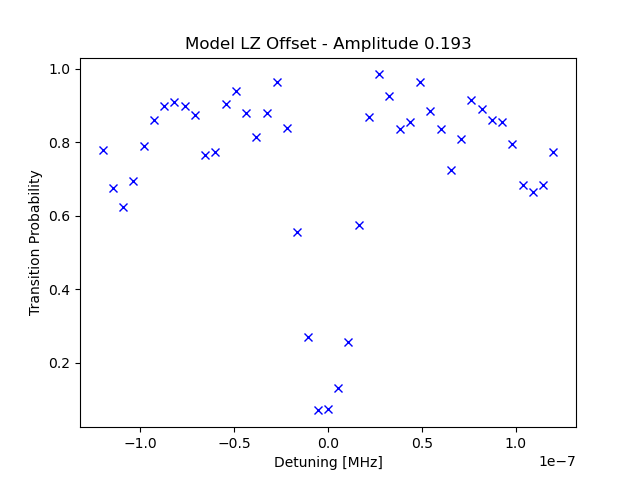 Model LZ Offset - Amplitude 0.193
Transition Probability
1.0
0.8
0.6
0.4
0.2
−1.0 −0.5 0.0 0.5 1.0
1e−7
Detuning [MHz]